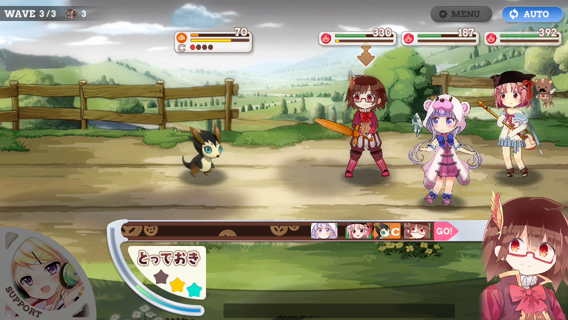 WAVE 3/3 3
MENU
AUTO
70
C
330
187
392
C
GO!
とっておき
SUPPORT